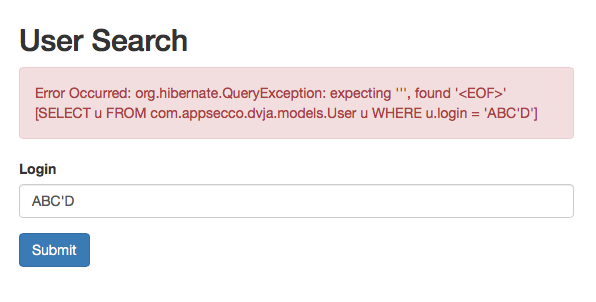 User Search
Error Occurred: org.hibernate.QueryException: expecting ''', found '<EOF>'
[SELECT u FROM com.appsecco.dvja.models.User u WHERE u.login = 'ABC'D']
Login
ABC'D
Submit